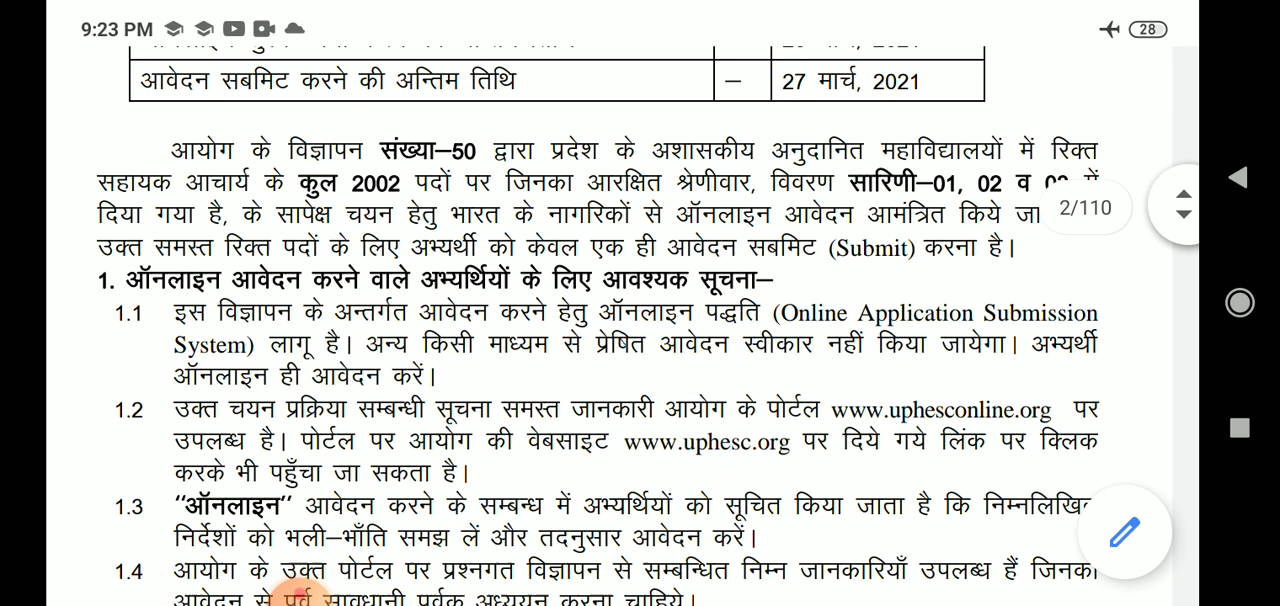 9:23 PM
28
आवेदन सबमिट करने की अन्तिम तिथि – 27 मार्च, 2021
आयोग के विज्ञापन संख्या–50 द्वारा प्रदेश के अशासकीय अनुदानित महाविद्यालयों में रिक्त
सहायक आचार्य के कुल 2002 पदों पर जिनका आरक्षित श्रेणीवार, विवरण सारिणी–01, 02 व में
दिया गया है, के सापेक्ष चयन हेतु भारत के नागरिकों से ऑनलाइन आवेदन आमंत्रित किये
2/110
उक्त समस्त रिक्त पदों के लिए अभ्यर्थी को केवल एक ही आवेदन सबमिट (Submit) करना है।
1. ऑनलाइन आवेदन करने वाले अभ्यर्थियों के लिए आवश्यक सूचना–
1.1 इस विज्ञापन के अन्तर्गत आवेदन करने हेतु ऑनलाइन पद्धति (Online Application Submission
System) लागू है। अन्य किसी माध्यम से प्रेषित आवेदन स्वीकार नहीं किया जायेगा। अभ्यर्थी
ऑनलाइन ही आवेदन करें।
1.2 उक्त चयन प्रक्रिया सम्बन्धी सूचना समस्त जानकारी आयोग के पोर्टल www.uphesconline.org पर
उपलब्ध है। पोर्टल पर आयोग की वेबसाइट www.uphesc.org पर दिये गये लिंक पर क्लिक
करके भी पहुँचा जा सकता है।
1.3 ‘‘ऑनलाइन’’ आवेदन करने के सम्बन्ध में अभ्यर्थियों को सूचित किया जाता है कि
निर्देशों को भली–भाँति समझ लें और तदनुसार आवेदन करें।
1.4 आयोग के उक्त पोर्टल पर प्रश्नगत विज्ञापन से सम्बन्धित निम्न जानकारियाँ उपलब्ध हैं जिनका
आवेदन से पूर्व सावधानी पूर्वक अध्ययन करना चाहिये।